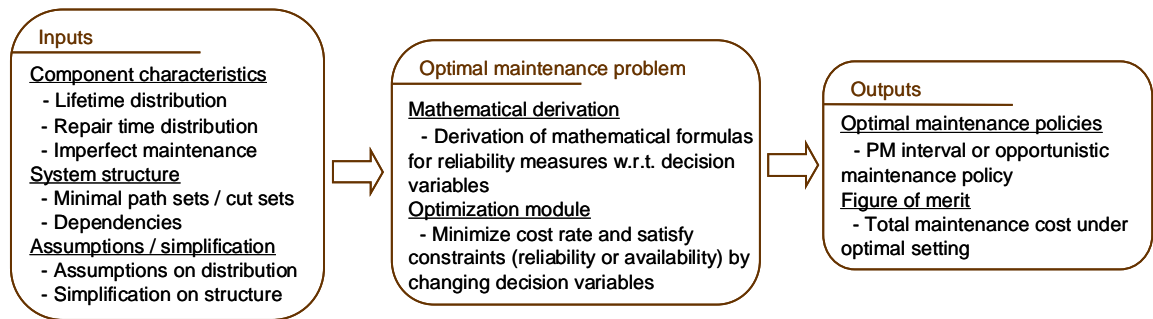 Inputs
Component characteristics
- Lifetime distribution
- Repair time distribution
- Imperfect maintenance
System structure
- Minimal path sets / cut sets
- Dependencies
Assumptions / simplification
- Assumptions on distribution
- Simplification on structure
Optimal maintenance problem
Mathematical derivation
- Derivation of mathematical formulas
for reliability measures w.r.t. decision
variables
Optimization module
- Minimize cost rate and satisfy
constraints (reliability or availability) by
changing decision variables
Outputs
Optimal maintenance policies
- PM interval or opportunistic
maintenance policy
Figure of merit
- Total maintenance cost under
optimal setting